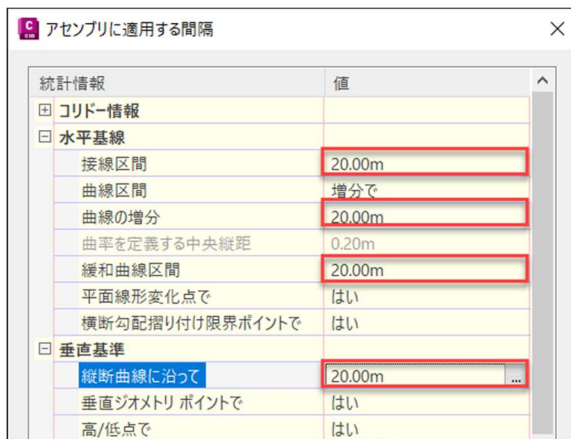 アセンブリに適用する間隔
統計情報 値
コリドー情報
水平基線
接線区間 20.00m
曲線区間 増分で
曲線の増分 20.00m
曲率を定義する中央縦距 0.20m
緩和曲線区間 20.00m
平面線形変化点で はい
横断勾配摺り付け限界ポイントで はい
垂直基準
縦断曲線に沿って 20.00m ...
垂直ジオメトリ ポイントで はい
高/低点で はい